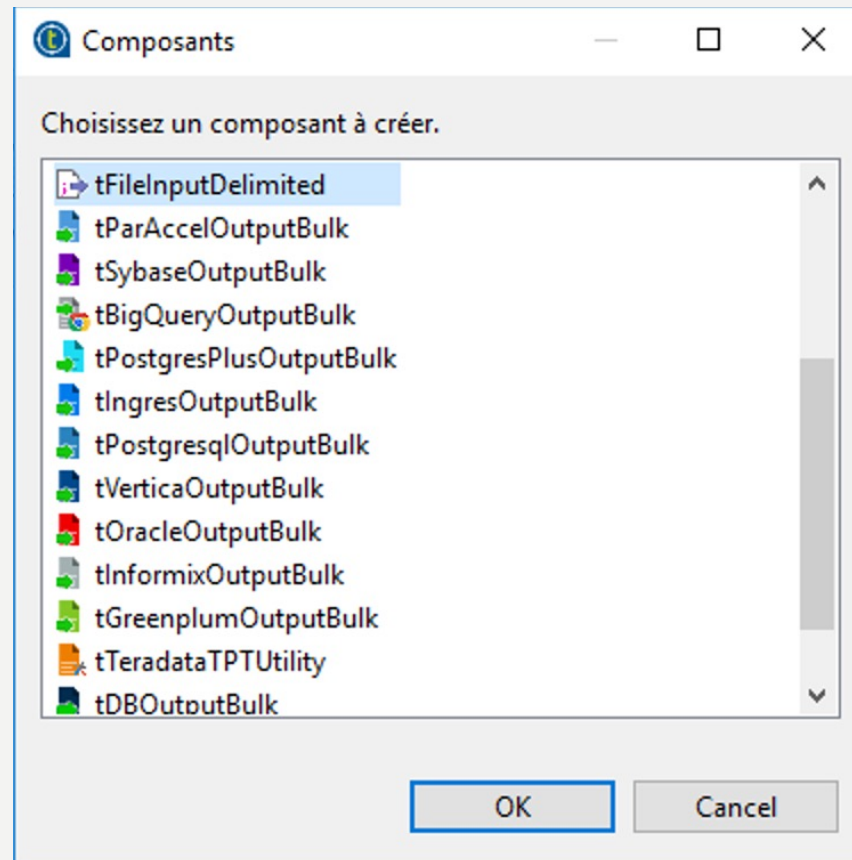 Composants
Choisissez un composant à créer.
tFileInputDelimited
tParAccelOutputBulk
tSybaseOutputBulk
tBigQueryOutputBulk
tPostgresPlusOutputBulk
tIngresOutputBulk
tPostgresqlOutputBulk
tVerticaOutputBulk
tOracleOutputBulk
tInformixOutputBulk
tGreenplumOutputBulk
tTeradataTPTUtility
tDBOutputBulk
OK
Cancel